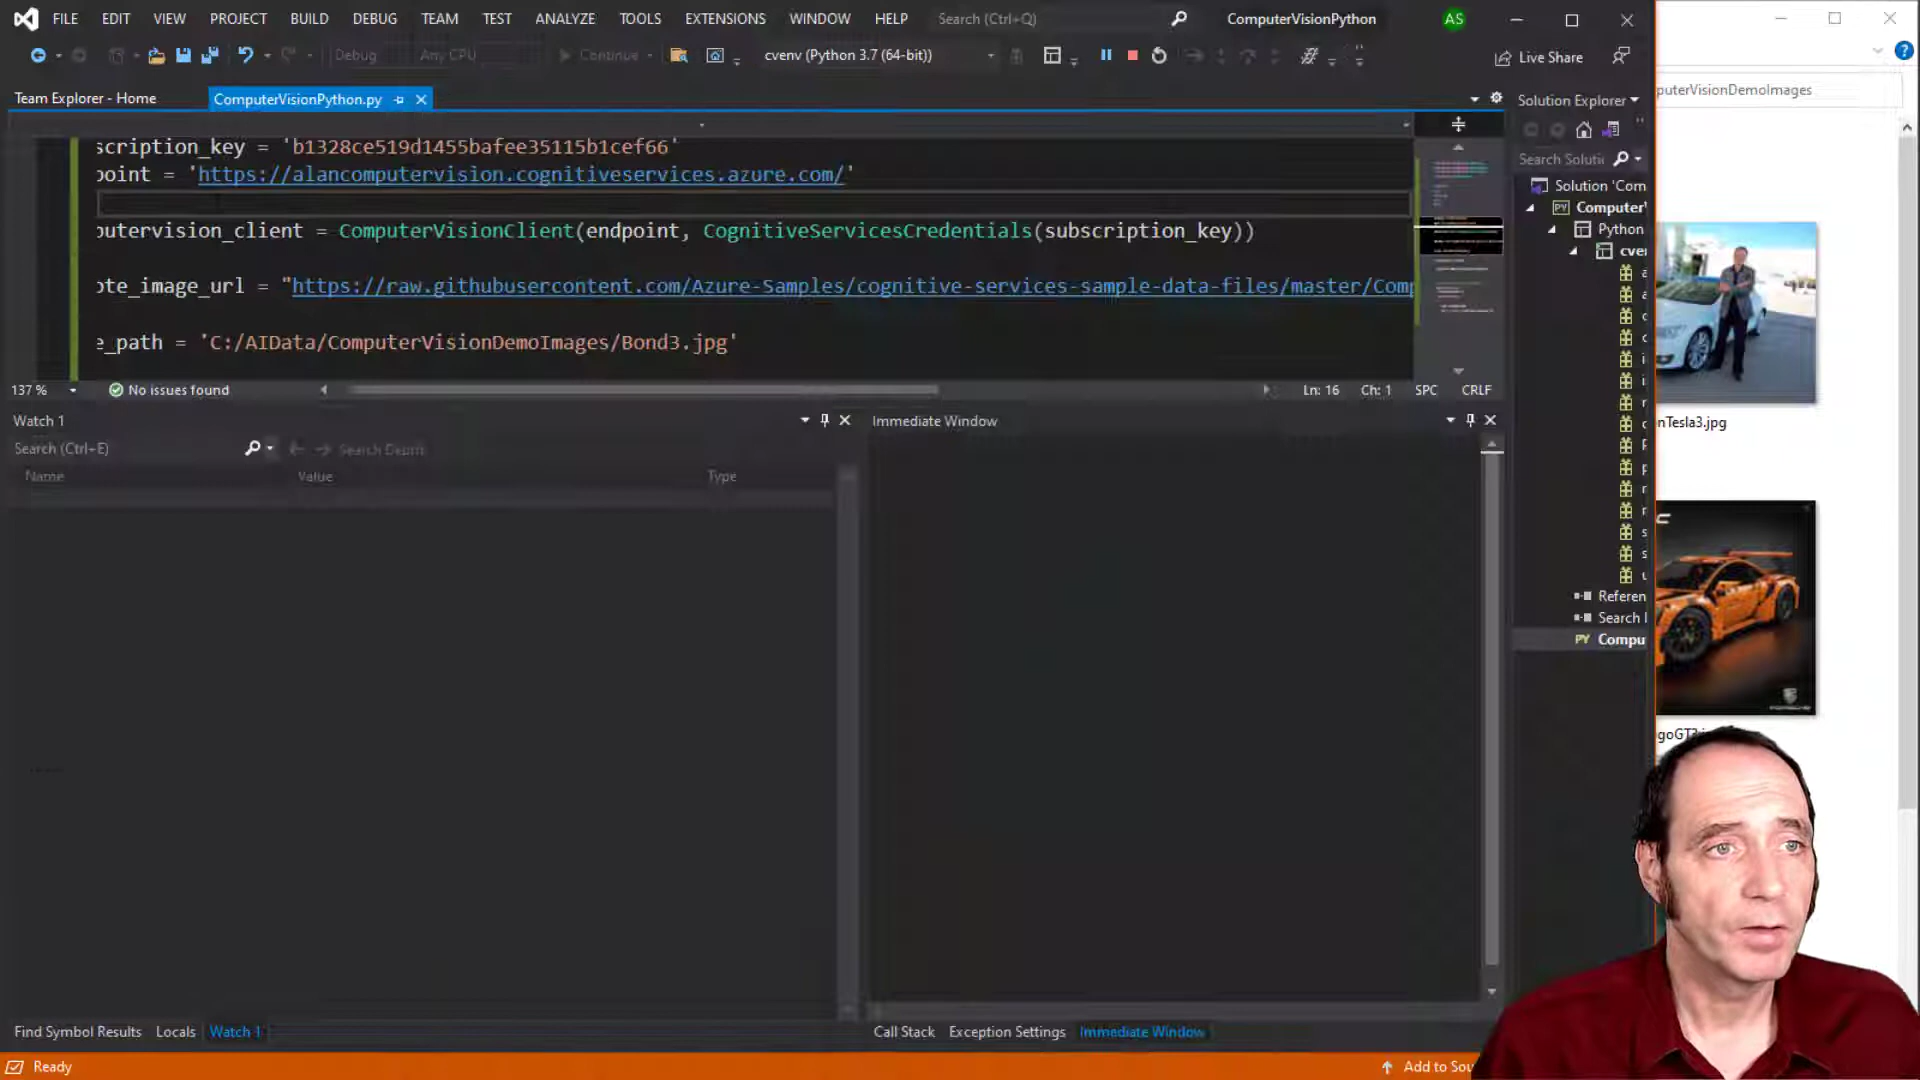 FILE EDIT VIEW PROJECT BUILD DEBUG TEAM TEST ANALYZE TOOLS EXTENSIONS WINDOW HELP Search (Ctrl+Q) ComputerVisionPython AS
Debug Any CPU Continue cvenv (Python 3.7 (64-bit)) Live Share
Team Explorer - Home ComputerVisionPython.py Solution Explorer puterVisionDemoImages
scription_key = 'b1328ce519d1455bafee35115b1cef66'
point = 'https://alancomputervision.cognitiveservices.azure.com/'
Search Soluti
Solution 'Com
Computer'
putervision_client = ComputerVisionClient(endpoint, CognitiveServicesCredentials(subscription_key))
Python
cve
ote_image_url = "https://raw.githubusercontent.com/Azure-Samples/cognitive-services-sample-data-files/master/Comp
e_path = 'C:/AIData/ComputerVisionDemoImages/Bond3.jpg'
137 % No issues found Ln: 16 Ch: 1 SPC CRLF
Watch 1 Immediate Window
nTesla3.jpg
Search (Ctrl+E) Search Depth
Name Value Type
Referen
Search
Compu
Find Symbol Results Locals Watch 1 Call Stack Exception Settings Immediate Window
Ready Add to Sou